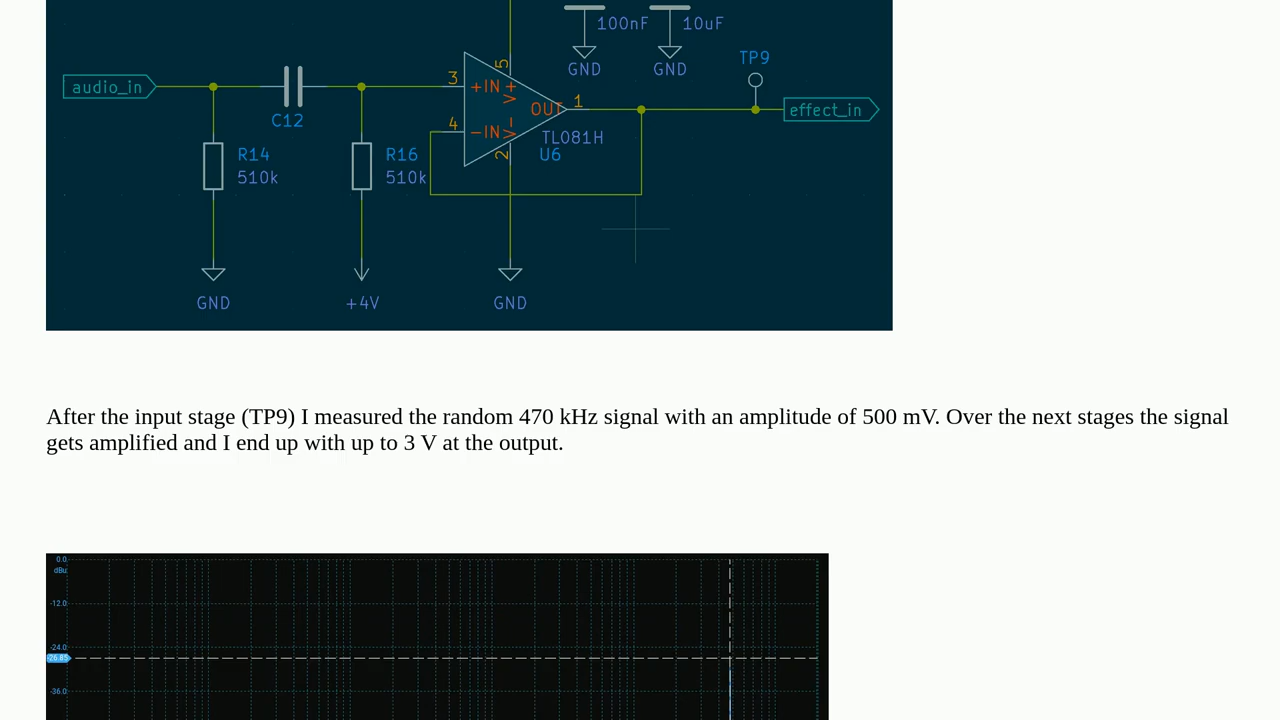 100nF 10uF
GND GND
TP9
audio_in
C12
3 +IN V+ 5
OUT 1
effect_in
4 -IN V- 2
TL081H
U6
R14
510k
R16
510k
GND
+4V
GND
After the input stage (TP9) I measured the random 470 kHz signal with an amplitude of 500 mV. Over the next stages the signal
gets amplified and I end up with up to 3 V at the output.
0.0
dBu
-12.0
-24.0
-26.85
-36.0